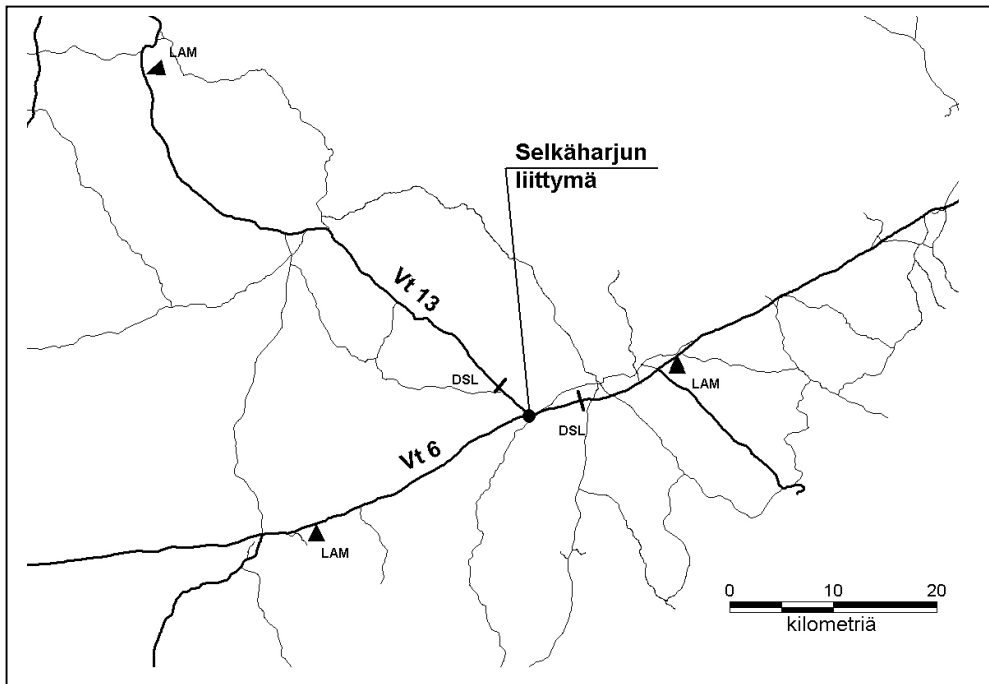 LAM
Selkäharjun
liittymä
Vt 13
DSL
LAM
DSL
Vt 6
LAM
0 10 20
kilometriä